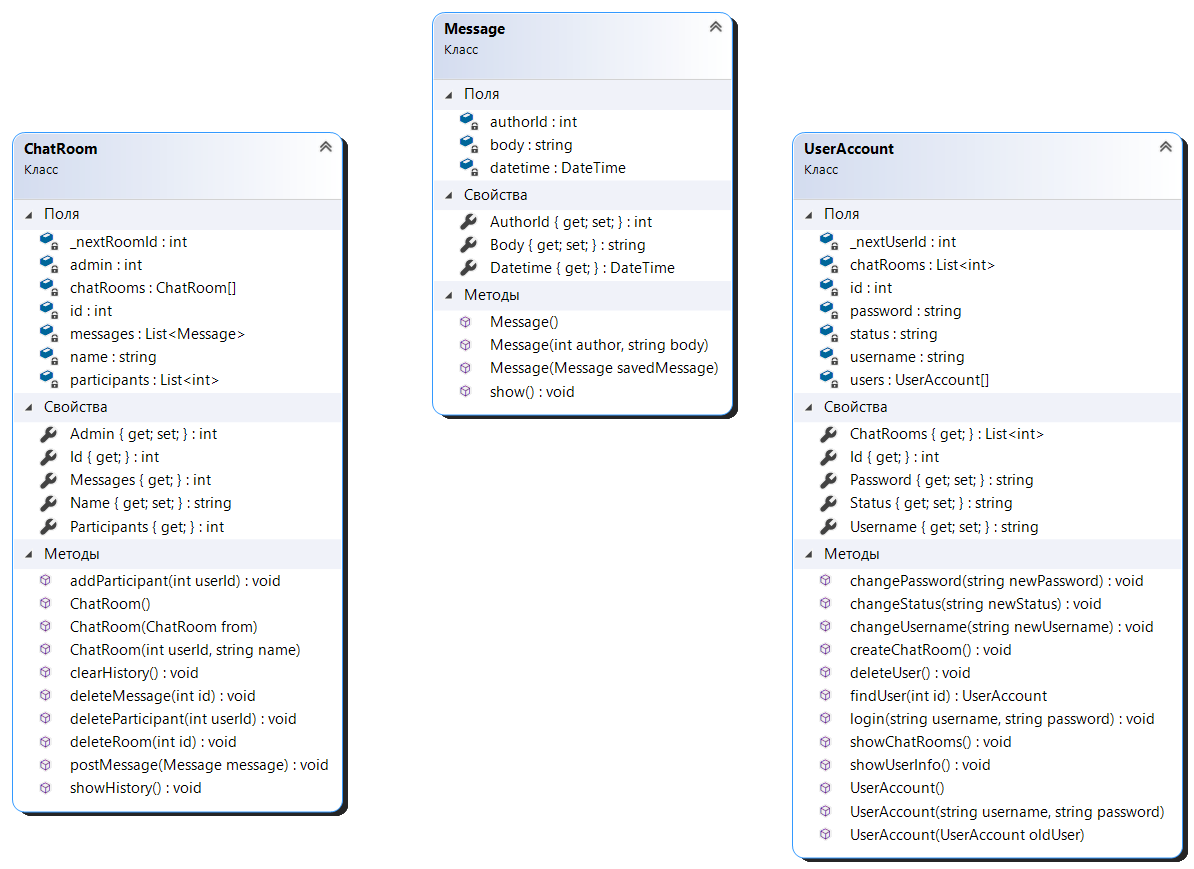 Message
Класс
Поля
authorId : int
body : string
datetime : DateTime
Свойства
AuthorId { get; set; } : int
Body { get; set; } : string
Datetime { get; } : DateTime
Методы
Message()
Message(int author, string body)
Message(Message savedMessage)
show() : void
ChatRoom
Класс
Поля
_nextRoomId : int
admin : int
chatRooms : ChatRoom[]
id : int
messages : List<Message>
name : string
participants : List<int>
Свойства
Admin { get; set; } : int
Id { get; } : int
Messages { get; } : int
Name { get; set; } : string
Participants { get; } : int
Методы
addParticipant(int userId) : void
ChatRoom()
ChatRoom(ChatRoom from)
ChatRoom(int userId, string name)
clearHistory() : void
deleteMessage(int id) : void
deleteParticipant(int userId) : void
deleteRoom(int id) : void
postMessage(Message message) : void
showHistory() : void
UserAccount
Класс
Поля
_nextUserId : int
chatRooms : List<int>
id : int
password : string
status : string
username : string
users : UserAccount[]
Свойства
ChatRooms { get; } : List<int>
Id { get; } : int
Password { get; set; } : string
Status { get; set; } : string
Username { get; set; } : string
Методы
changePassword(string newPassword) : void
changeStatus(string newStatus) : void
changeUsername(string newUsername) : void
createChatRoom() : void
deleteUser() : void
findUser(int id) : UserAccount
login(string username, string password) : void
showChatRooms() : void
showUserInfo() : void
UserAccount()
UserAccount(string username, string password)
UserAccount(UserAccount oldUser)